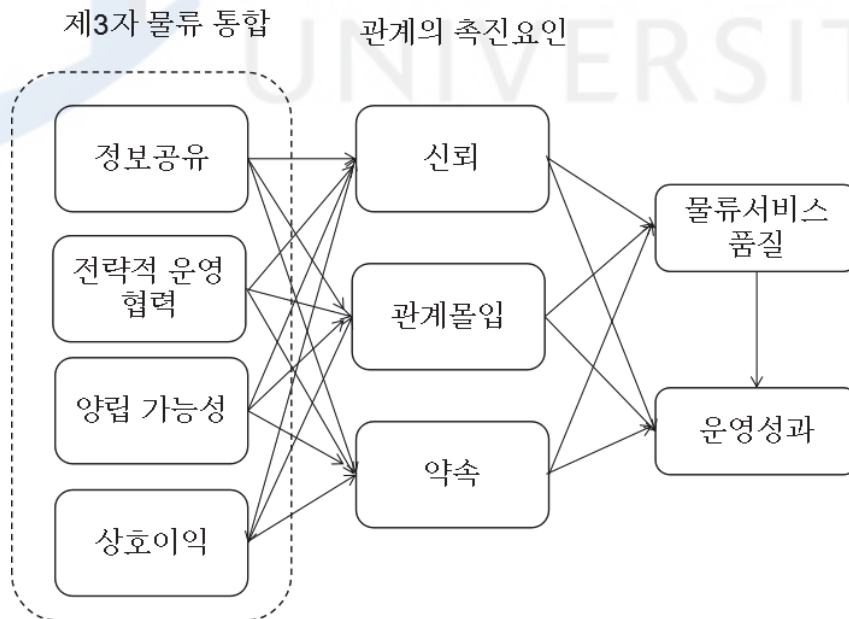 제3자 물류 통합
관계의 촉진요인
UNIVERSIT
정보공유
신뢰
물류서비스
품질
전략적 운영
협력
관계몰입
양립 가능성
운영성과
약속
상호이익